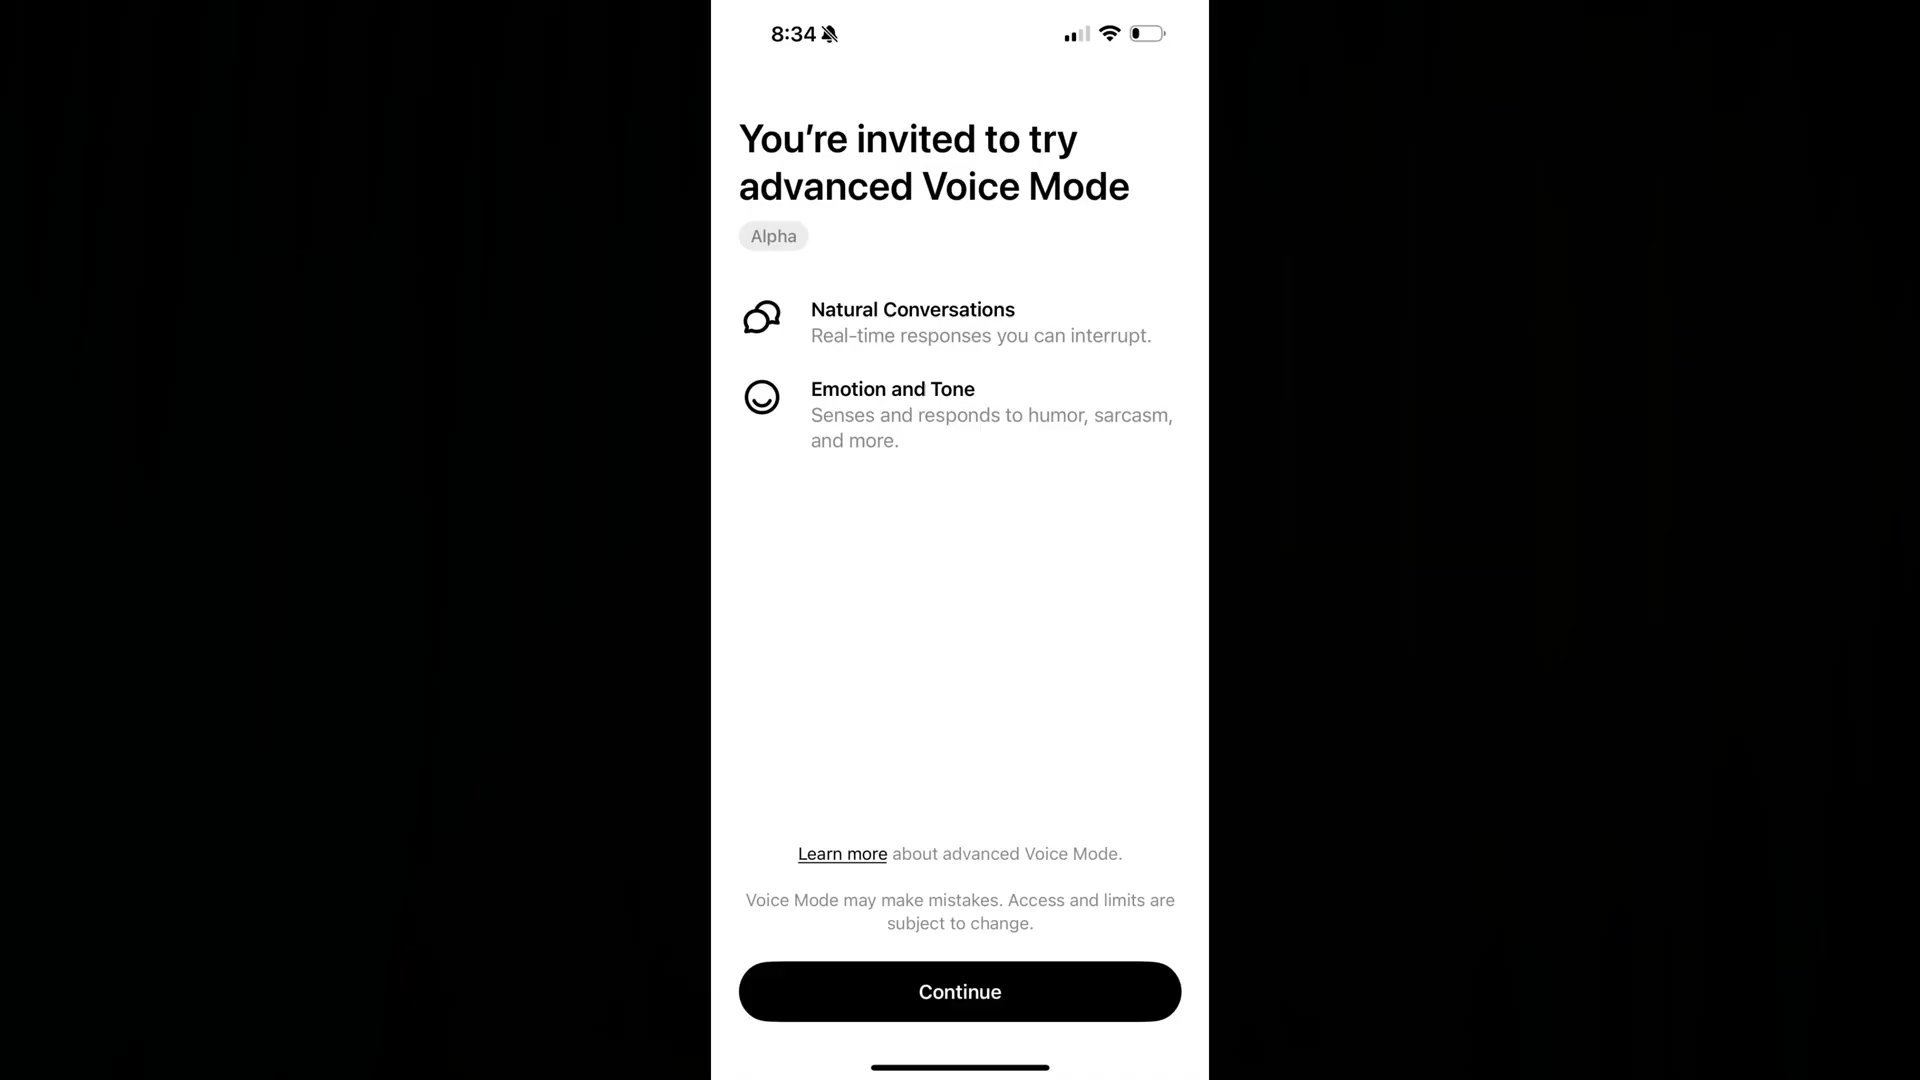 8:34
You’re invited to try
advanced Voice Mode
Alpha
Natural Conversations
Real-time responses you can interrupt.
Emotion and Tone
Senses and responds to humor, sarcasm,
and more.
Learn more about advanced Voice Mode.
Voice Mode may make mistakes. Access and limits are
subject to change.
Continue